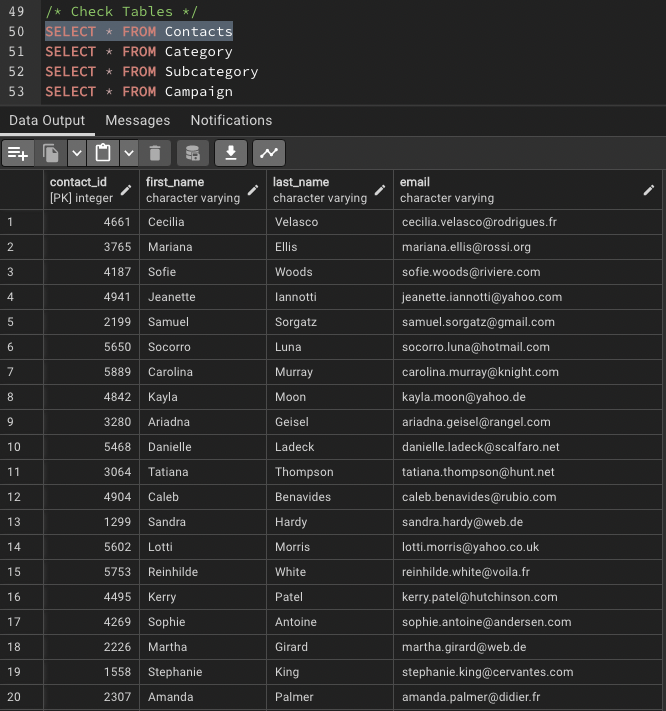 49 /* Check Tables */
50 SELECT * FROM Contacts
51 SELECT * FROM Category
52 SELECT * FROM Subcategory
53 SELECT * FROM Campaign
Data Output Messages Notifications
contact_id first_name last_name email
[PK] integer character varying character varying character varying
1 4661 Cecilia Velasco cecilia.velasco@rodrigues.fr
2 3765 Mariana Ellis mariana.ellis@rossi.org
3 4187 Sofie Woods sofie.woods@riviere.com
4 4941 Jeanette Iannotti jeanette.iannotti@yahoo.com
5 2199 Samuel Sorgatz samuel.sorgatz@gmail.com
6 5650 Socorro Luna socorro.luna@hotmail.com
7 5889 Carolina Murray carolina.murray@knight.com
8 4842 Kayla Moon kayla.moon@yahoo.de
9 3280 Ariadna Geisel ariadna.geisel@rangel.com
10 5468 Danielle Ladeck danielle.ladeck@scalfaro.net
11 3064 Tatiana Thompson tatiana.thompson@hunt.net
12 4904 Caleb Benavides caleb.benavides@rubio.com
13 1299 Sandra Hardy sandra.hardy@web.de
14 5602 Lotti Morris lotti.morris@yahoo.co.uk
15 5753 Reinhilde White reinhilde.white@voila.fr
16 4495 Kerry Patel kerry.patel@hutchinson.com
17 4269 Sophie Antoine sophie.antoine@andersen.com
18 2226 Martha Girard martha.girard@web.de
19 1558 Stephanie King stephanie.king@cervantes.com
20 2307 Amanda Palmer amanda.palmer@didier.fr